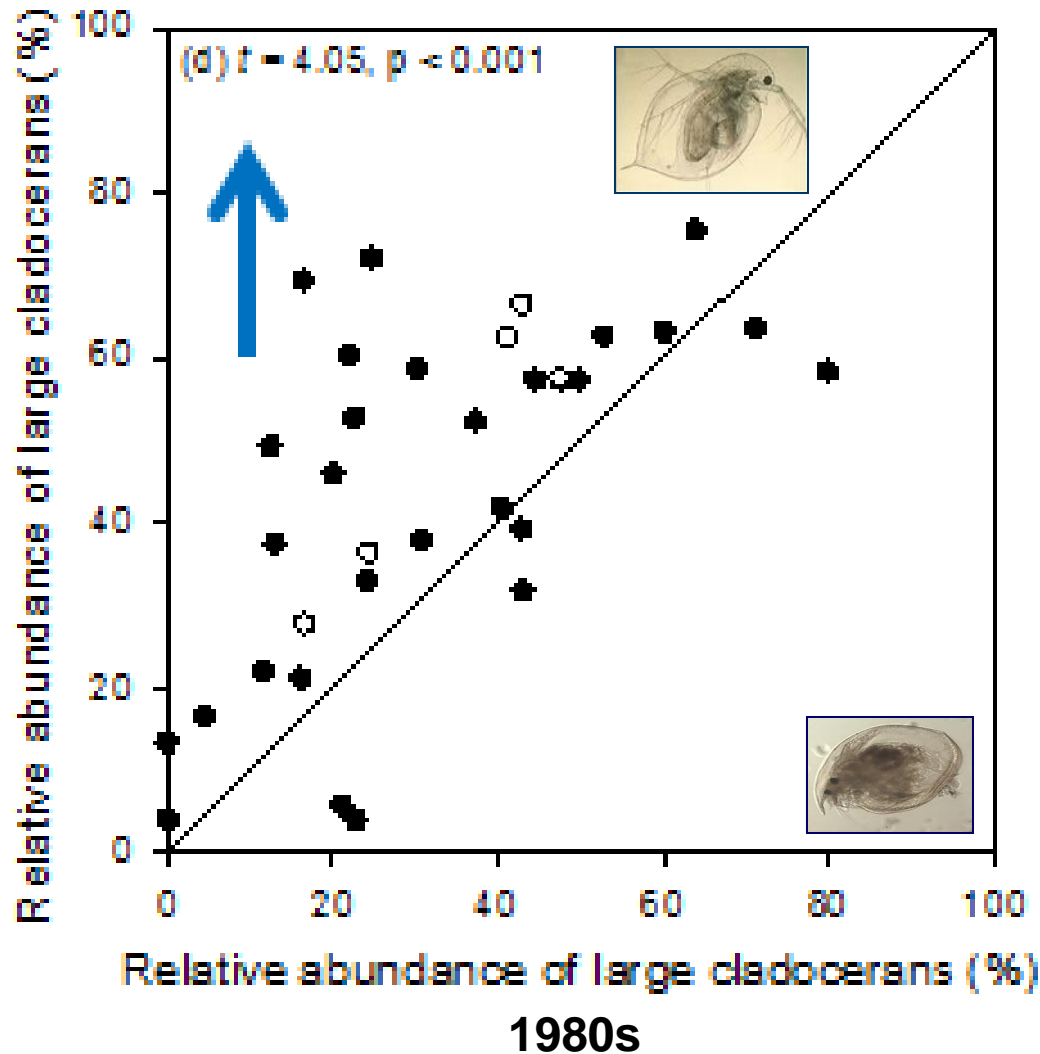 Relative abundance of large cladocerans (%)
(d) t = 4.05, p < 0.001
100
80
60
40
20
0
0 20 40 60 80 100
Relative abundance of large cladocerans (%)
1980s